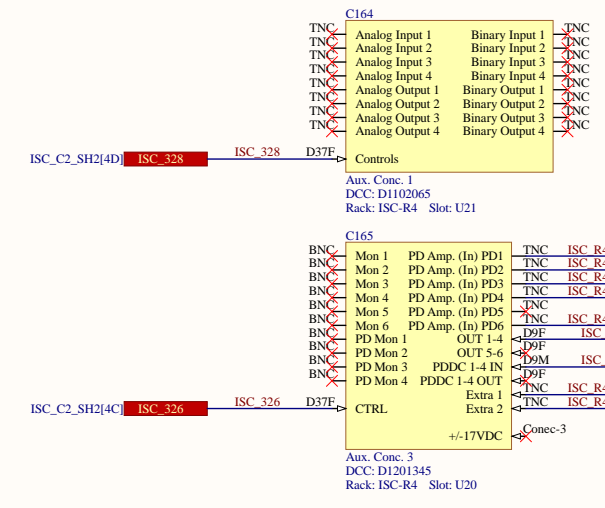 C164
TNC Analog Input 1 Binary Input 1 TNC
TNC Analog Input 2 Binary Input 2 TNC
TNC Analog Input 3 Binary Input 3 TNC
TNC Analog Input 4 Binary Input 4 TNC
TNC Analog Output 1 Binary Output 1 TNC
TNC Analog Output 2 Binary Output 2 TNC
TNC Analog Output 3 Binary Output 3 TNC
TNC Analog Output 4 Binary Output 4 TNC
ISC_C2_SH2[4D] ISC_328 ISC_328 D37F Controls
Aux. Conc. 1
DCC: D1102065
Rack: ISC-R4 Slot: U21
C165
BNC Mon 1 PD Amp. (In) PD1 TNC ISC_R4
BNC Mon 2 PD Amp. (In) PD2 TNC ISC_R4
BNC Mon 3 PD Amp. (In) PD3 TNC ISC_R4
BNC Mon 4 PD Amp. (In) PD4 TNC ISC_R4
BNC Mon 5 PD Amp. (In) PD5 TNC
BNC Mon 6 PD Amp. (In) PD6 TNC ISC_R4
BNC PD Mon 1 OUT 1-4 D9F ISC_
BNC PD Mon 2 OUT 5-6 D9F
BNC PD Mon 3 PDDC 1-4 IN D9M ISC_
BNC PD Mon 4 PDDC 1-4 OUT D9F
Extra 1 TNC ISC_R4
ISC_C2_SH2[4C] ISC_326 ISC_326 D37F CTRL Extra 2 TNC ISC_R4
+/-17VDC Conec-3
Aux. Conc. 3
DCC: D1201345
Rack: ISC-R4 Slot: U20